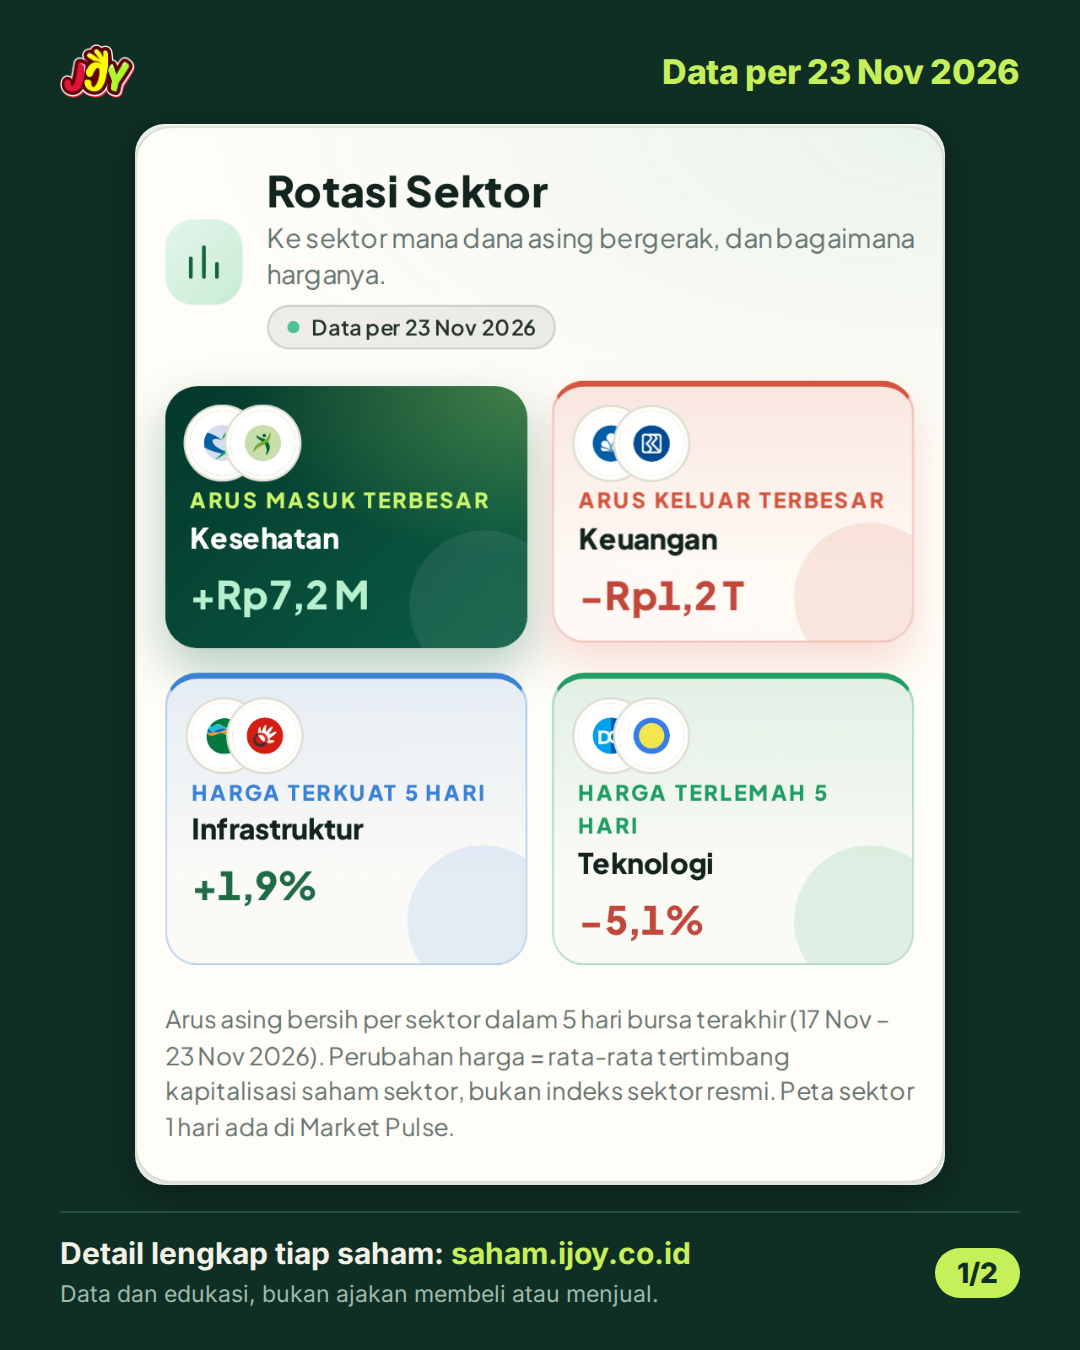 JOY
Data per 23 Nov 2026
Rotasi Sektor
Ke sektor mana dana asing bergerak, dan bagaimana
harganya.
Data per 23 Nov 2026
ARUS MASUK TERBESAR
Kesehatan
+Rp7,2 M
ARUS KELUAR TERBESAR
Keuangan
−Rp1,2 T
HARGA TERKUAT 5 HARI
Infrastruktur
+1,9%
HARGA TERLEMAH 5
HARI
Teknologi
−5,1%
Arus asing bersih per sektor dalam 5 hari bursa terakhir (17 Nov –
23 Nov 2026). Perubahan harga = rata-rata tertimbang
kapitalisasi saham sektor, bukan indeks sektor resmi. Peta sektor
1 hari ada di Market Pulse.
Detail lengkap tiap saham: saham.ijoy.co.id
Data dan edukasi, bukan ajakan membeli atau menjual.
1/2